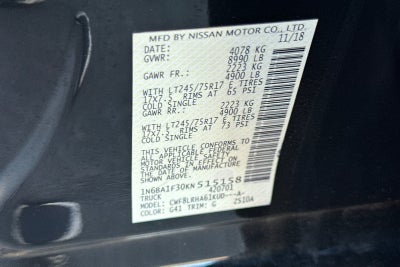 MFD BY NISSAN MOTOR CO., LTD.
DATE: 11/18
GVWR: 4078 KG
8990 LB
GAWR FR.: 2223 KG
4900 LB
WITH LT245/75R17 E TIRES
17X7.5 RIMS AT 65 PSI
COLD SINGLE
GAWR RR.: 2223 KG
4900 LB
WITH LT245/75R17 E TIRES
17X7.5 RIMS AT 73 PSI
COLD SINGLE
THIS VEHICLE CONFORMS TO
ALL APPLICABLE FEDERAL
MOTOR VEHICLE SAFETY
STANDARDS IN EFFECT ON
THE DATE OF MANUFACTURE
SHOWN ABOVE.
1N6BA1F30KN515158
TRUCK 420701
MODEL: CWF8LRHA61KUD---A-
COLOR: G41 TRIM: G 2510A